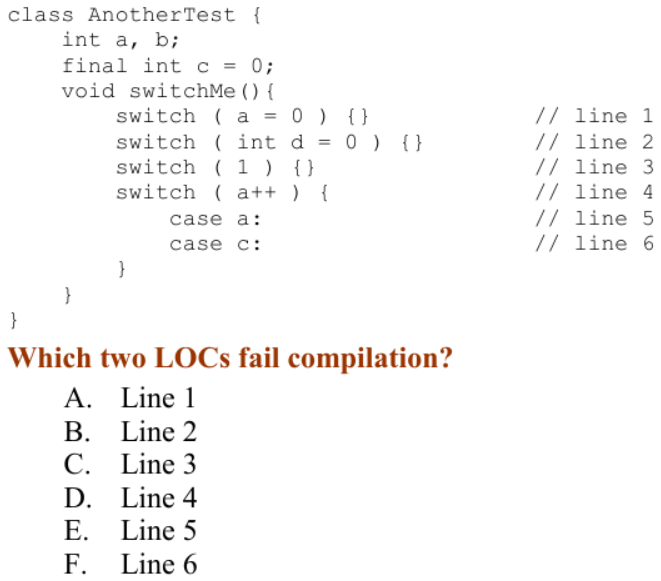 class AnotherTest {
int a, b;
final int c = 0;
void switchMe(){
switch ( a = 0 ) {} // line 1
switch ( int d = 0 ) {} // line 2
switch ( 1 ) {} // line 3
switch ( a++ ) { // line 4
case a: // line 5
case c: // line 6
}
}
}
Which two LOCs fail compilation?
A. Line 1
B. Line 2
C. Line 3
D. Line 4
E. Line 5
F. Line 6